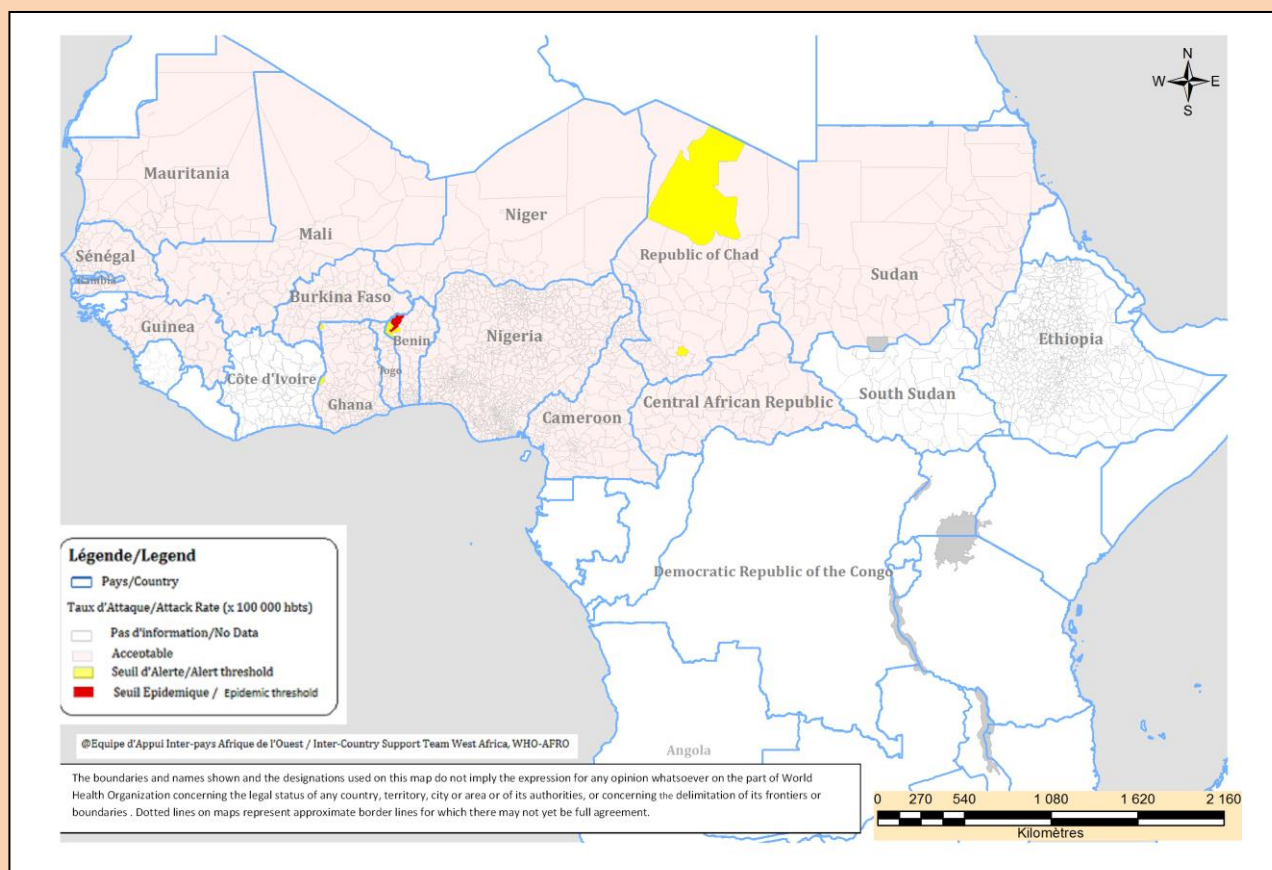 N
W E
S
Mauritania
Mali
Niger
Republic of Chad
Sudan
Sénégal
Gambia
Burkina Faso
Guinea
Benin
Nigeria
Ethiopia
Côte d'Ivoire
Togo
Ghana
Cameroon
Central African Republic
South Sudan
Democratic Republic of the Congo
Angola
Légende/Legend
Pays/Country
Taux d'Attaque/Attack Rate (x 100 000 hbts)
Pas d'information/No Data
Acceptable
Seuil d'Alerte/Alert threshold
Seuil Epidemique / Epidemic threshold
@Equipe d'Appui Inter-pays Afrique de l'Ouest / Inter-Country Support Team West Africa, WHO-AFRO
The boundaries and names shown and the designations used on this map do not imply the expression for any opinion whatsoever on the part of World
Health Organization concerning the legal status of any country, territory, city or area or of its authorities, or concerning the delimitation of its frontiers or
boundaries . Dotted lines on maps represent approximate border lines for which there may not yet be full agreement.
0 270 540 1 080 1 620 2 160
Kilomètres